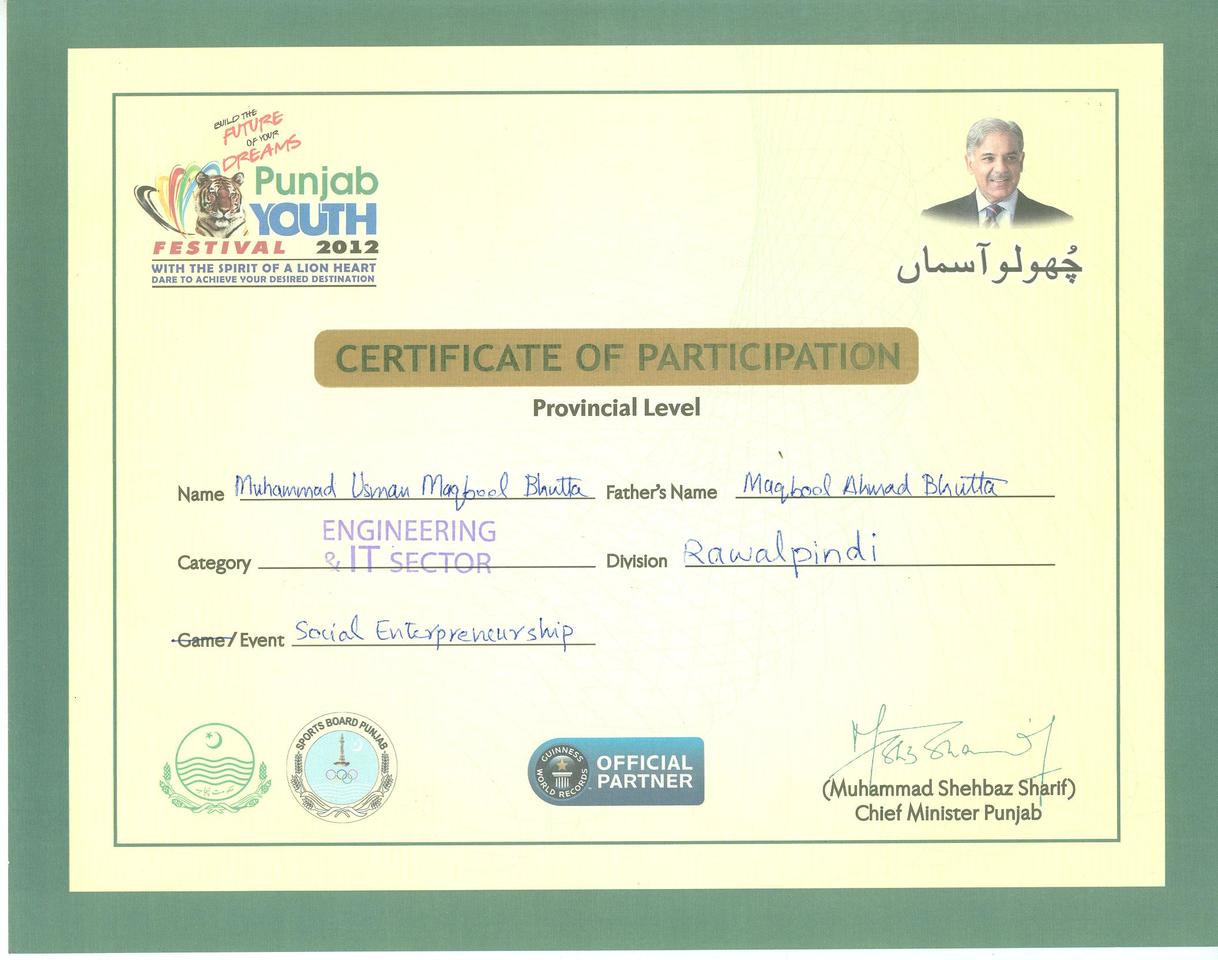 BUILD THE
FUTURE
OF YOUR
DREAMS
Punjab
YOUTH
FESTIVAL 2012
WITH THE SPIRIT OF A LION HEART
DARE TO ACHIEVE YOUR DESIRED DESTINATION
چُھولو آسماں
CERTIFICATE OF PARTICIPATION
Provincial Level
Name Muhammad Usman Maqbool Bhutta Father's Name Maqbool Ahmad Bhutta
Category ENGINEERING & IT SECTOR Division Rawalpindi
Game/Event Social Enterpreneurship
SPORTS BOARD PUNJAB
GUINNESS WORLD RECORDS
OFFICIAL
PARTNER
(Muhammad Shehbaz Sharif)
Chief Minister Punjab